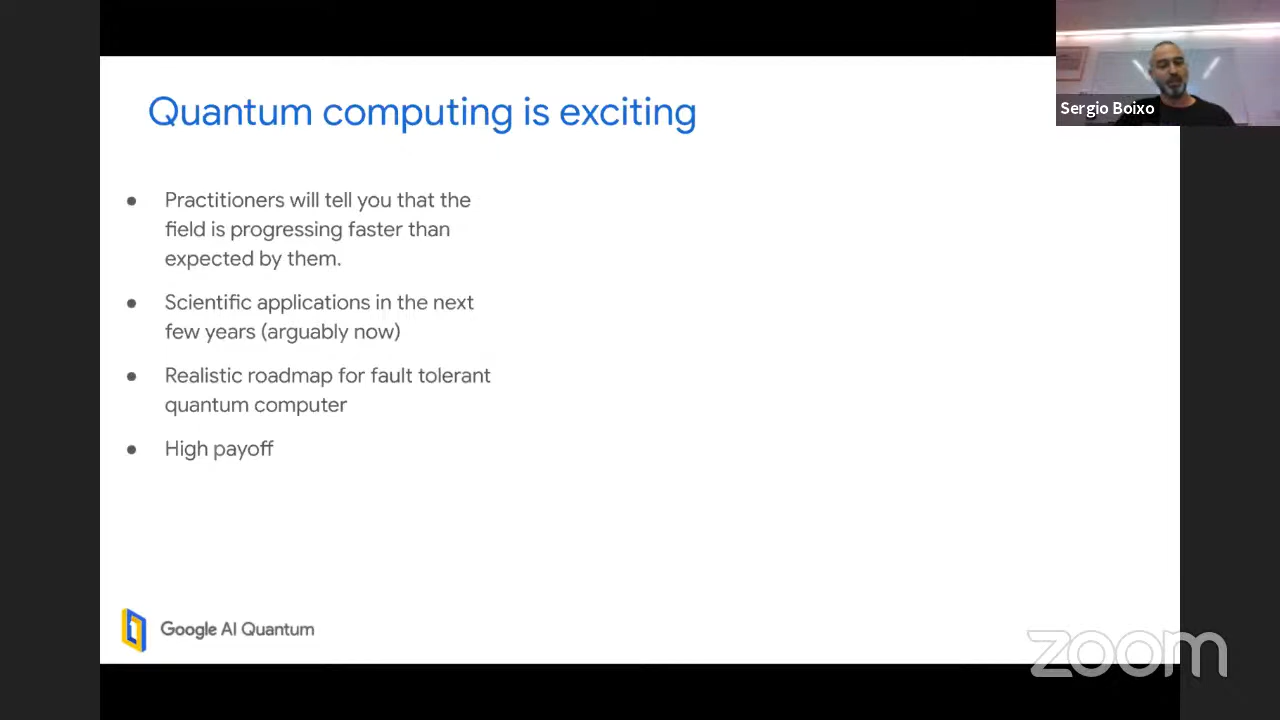 Quantum computing is exciting
Sergio Boixo
● Practitioners will tell you that the
field is progressing faster than
expected by them.
● Scientific applications in the next
few years (arguably now)
● Realistic roadmap for fault tolerant
quantum computer
● High payoff
Google AI Quantum
zoom